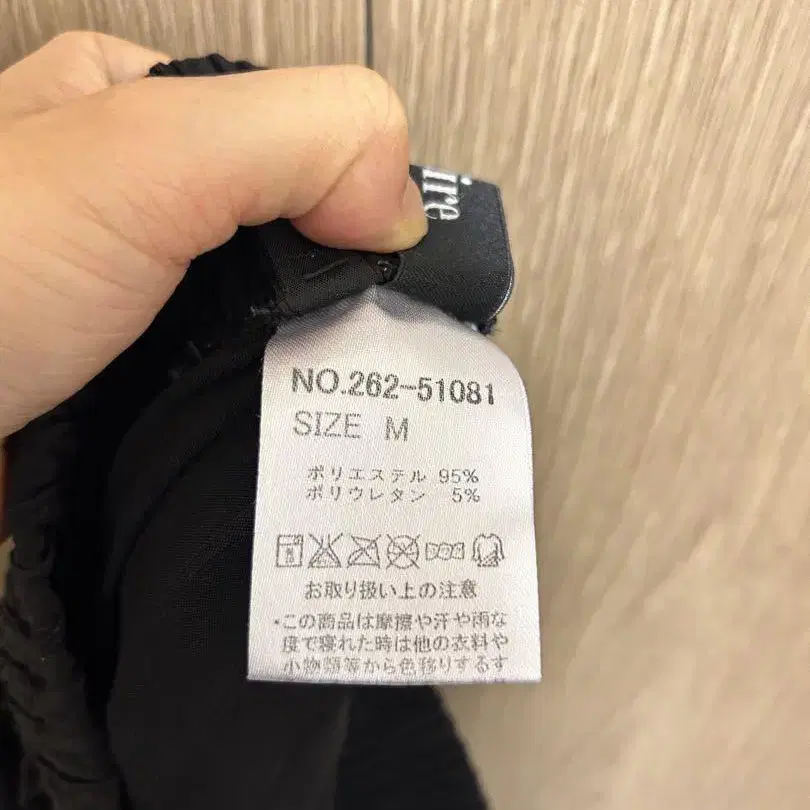 ire
NO.262-51081
SIZE M
ポリエステル 95%
ポリウレタン 5%
お取り扱い上の注意
•この商品は摩擦や汗や雨な
度で寝れた時は他の衣料や
小物類等から色移りするす